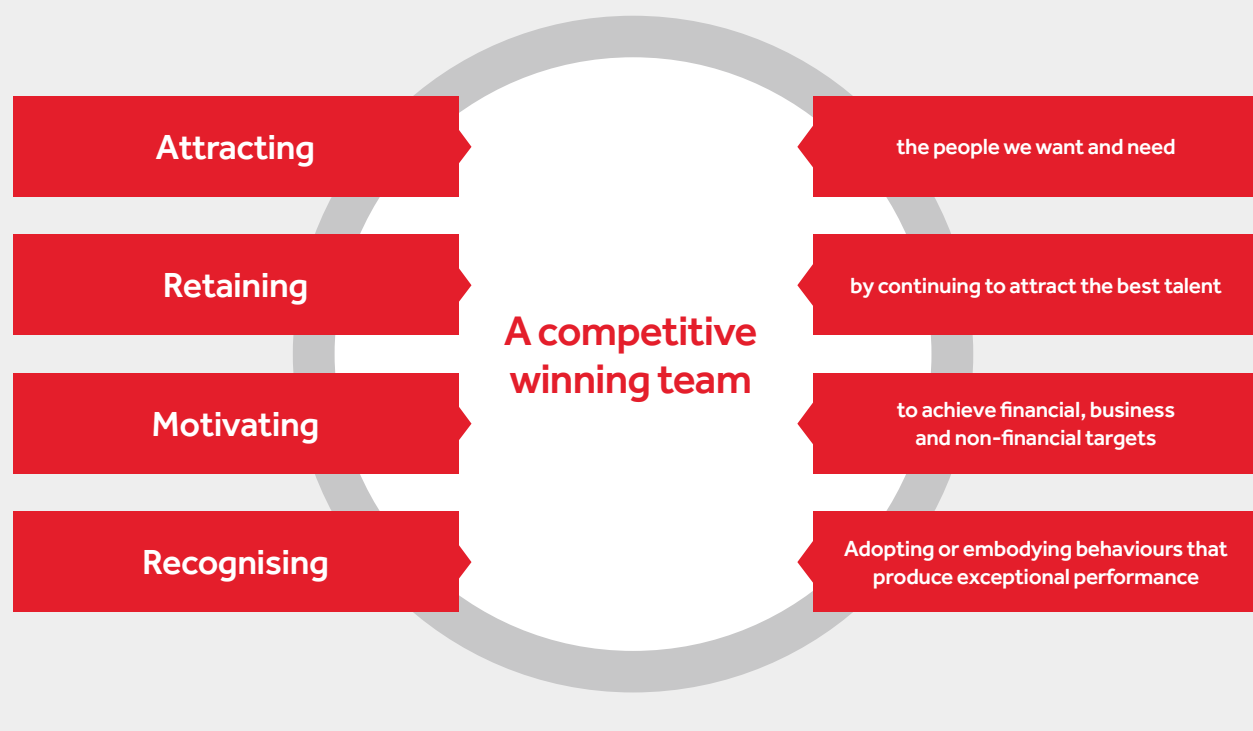 Attracting
the people we want and need
Retaining
by continuing to attract the best talent
A competitive
winning team
Motivating
to achieve financial, business
and non-financial targets
Recognising
Adopting or embodying behaviours that
produce exceptional performance